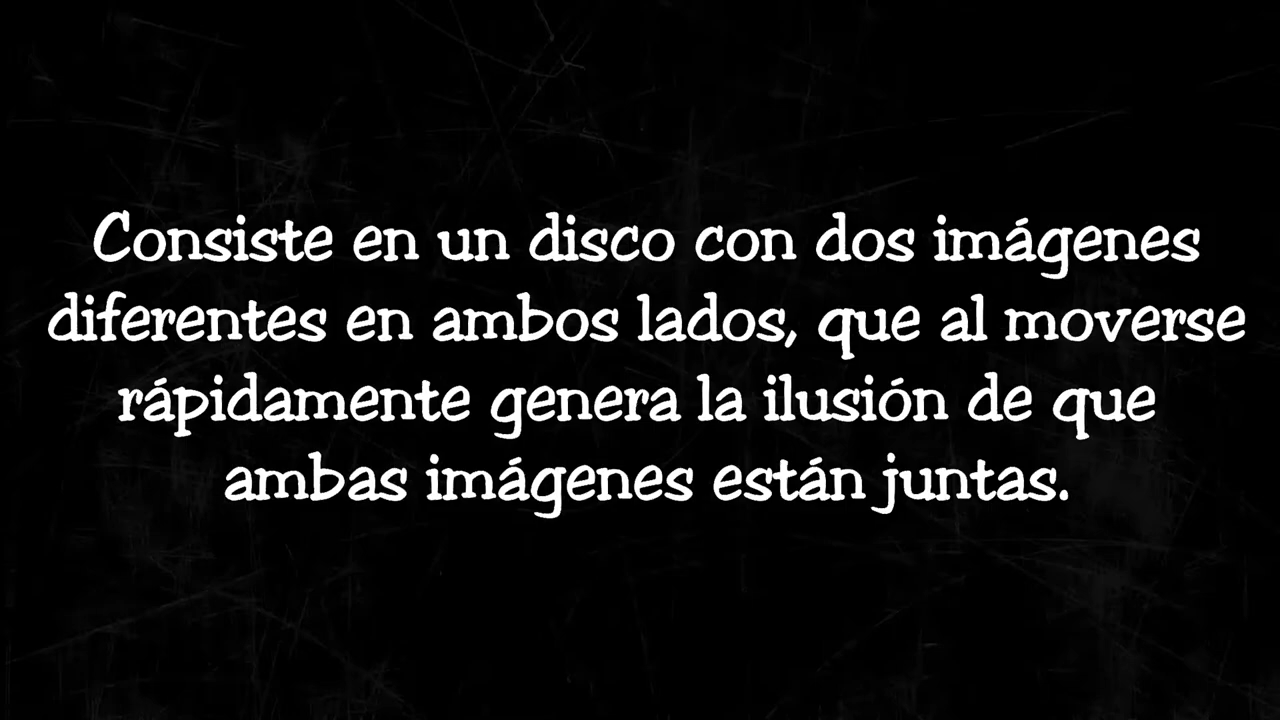 Consiste en un disco con dos imágenes
diferentes en ambos lados, que al moverse
rápidamente genera la ilusión de que
ambas imágenes están juntas.